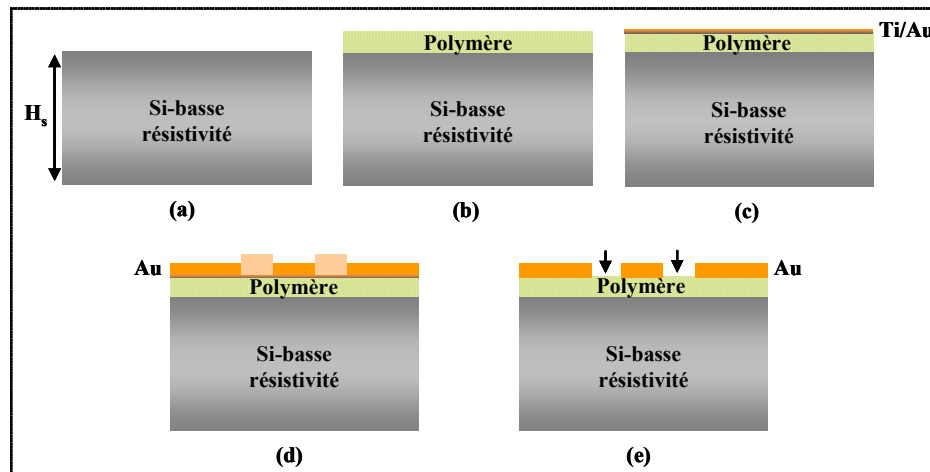 H_s
Si-basse
résistivité
(a)
Polymère
Si-basse
résistivité
(b)
Ti/Au
Polymère
Si-basse
résistivité
(c)
Au
Polymère
Si-basse
résistivité
(d)
Au
Polymère
Si-basse
résistivité
(e)